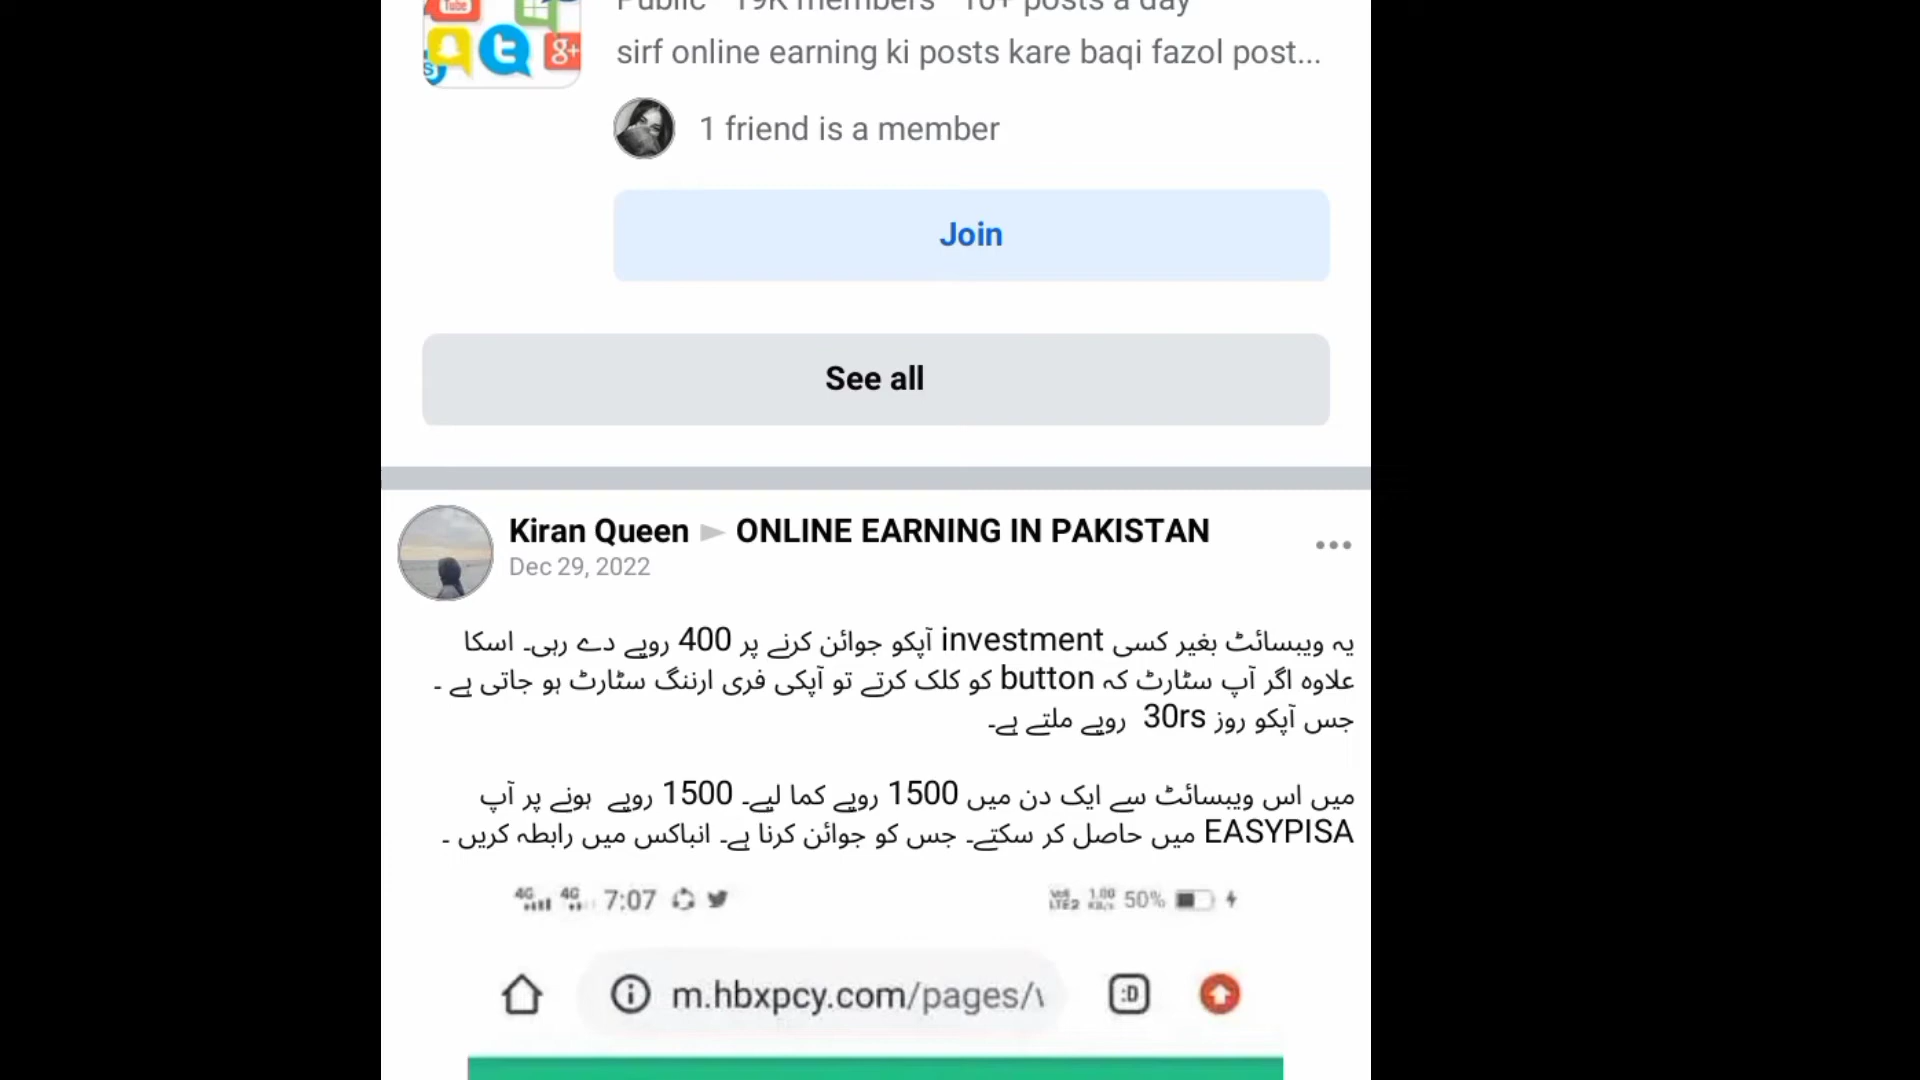 Public 19K members 10+ posts a day
sirf online earning ki posts kare baqi fazol post...
1 friend is a member
Join
See all
Kiran Queen ► ONLINE EARNING IN PAKISTAN
Dec 29, 2022
یہ ویبسائٹ بغیر کسی investment آپکو جوائن کرنے پر 400 روپے دے رہی۔ اسکا
علاوہ اگر آپ سٹارٹ کہ button کو کلک کرتے تو آپکی فری ارننگ سٹارٹ ہو جاتی ہے ۔
جس آپکو روز 30rs روپے ملتے ہے۔
میں اس ویبسائٹ سے ایک دن میں 1500 روپے کما لیے۔ 1500 روپے ہونے پر آپ
EASYPISA میں حاصل کر سکتے۔ جس کو جوائن کرنا ہے۔ انباکس میں رابطہ کریں ۔
4G 4G 7:07 50%
m.hbxpcy.com/pages/
:D
Tube
g+
S